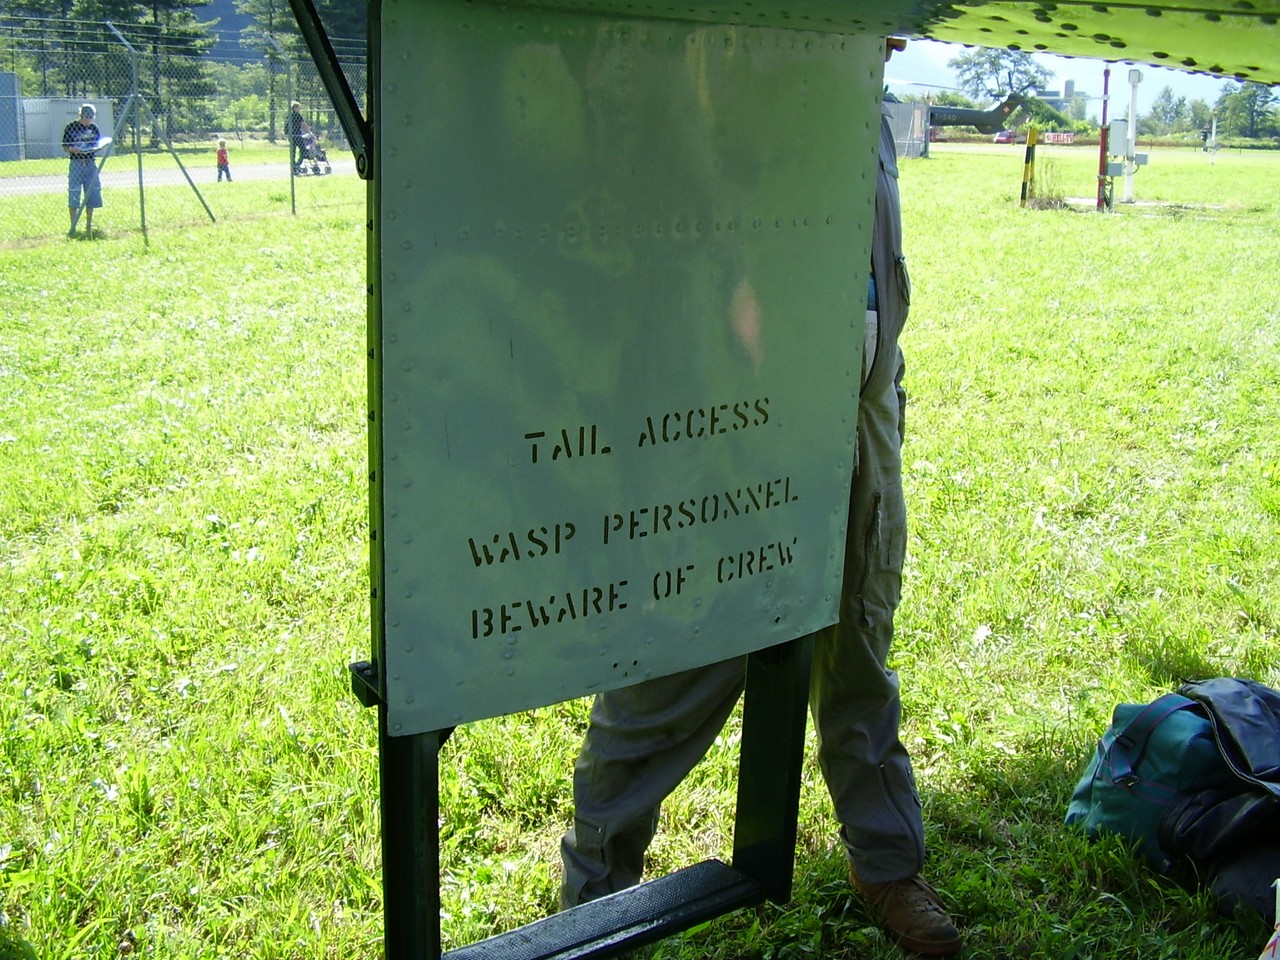 TAIL ACCESS
WASP PERSONNEL
BEWARE OF CREW